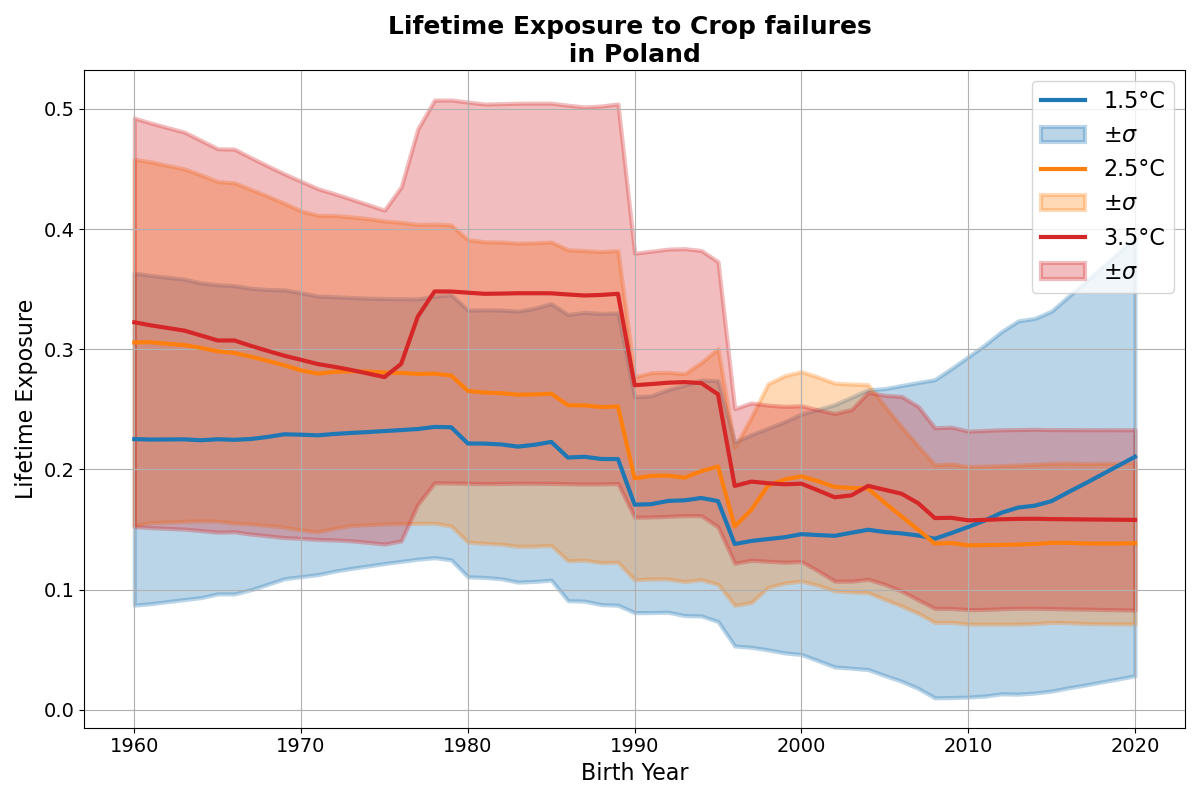 Lifetime Exposure to Crop failures
in Poland
Lifetime Exposure
0.5
0.4
0.3
0.2
0.1
0.0
1960 1970 1980 1990 2000 2010 2020
Birth Year
1.5°C
±σ
2.5°C
±σ
3.5°C
±σ